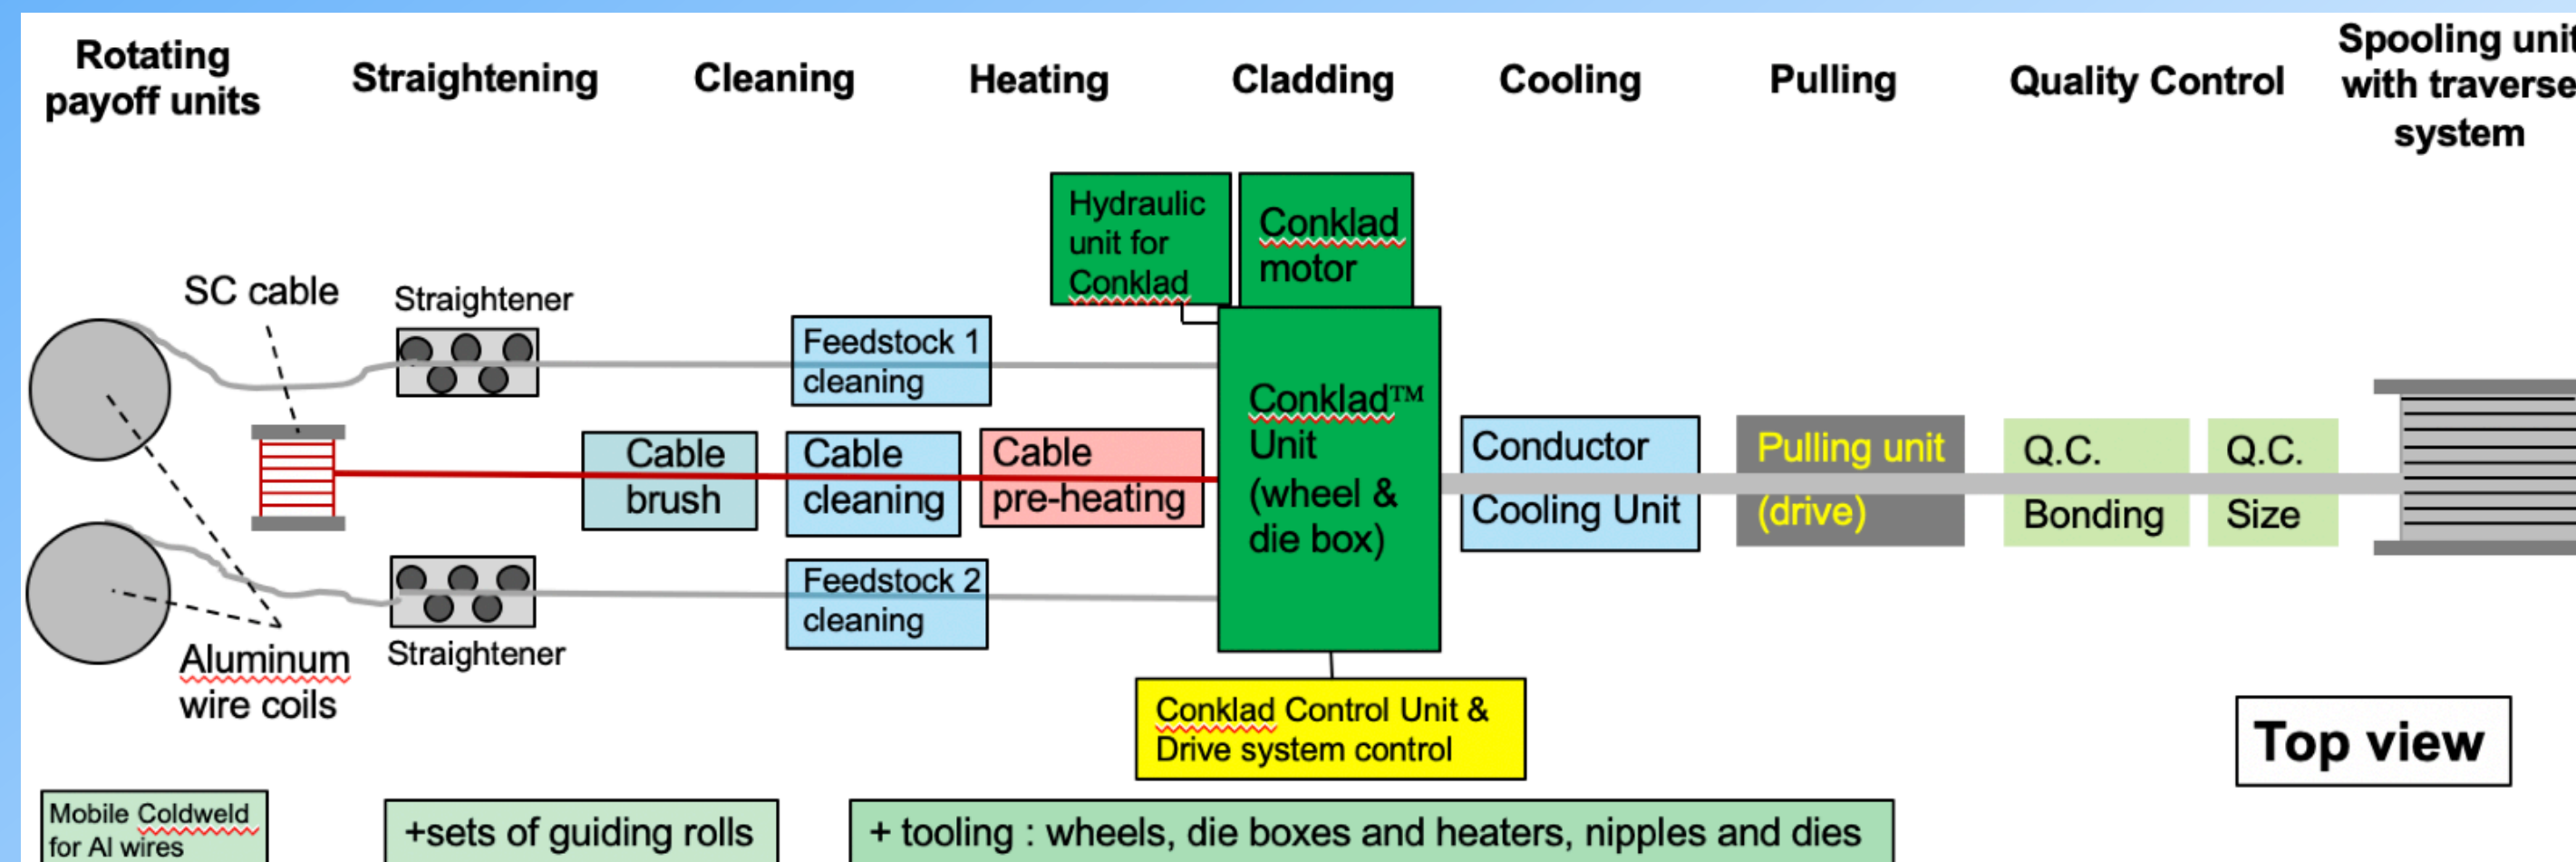 Rotating
payoff units
Straightening
Cleaning
Heating
Cladding
Cooling
Pulling
Quality Control
Spooling unit
with traverse
system
Hydraulic
unit for
Conklad
Conklad
motor
SC cable
Straightener
Feedstock 1
cleaning
Cable
brush
Cable
cleaning
Cable
pre-heating
Conklad™
Unit
(wheel &
die box)
Conductor
Cooling Unit
Pulling unit
(drive)
Q.C.
Bonding
Q.C.
Size
Feedstock 2
cleaning
Straightener
Aluminum
wire coils
Conklad Control Unit &
Drive system control
Top view
Mobile Coldweld
for Al wires
+sets of guiding rolls
+ tooling : wheels, die boxes and heaters, nipples and dies